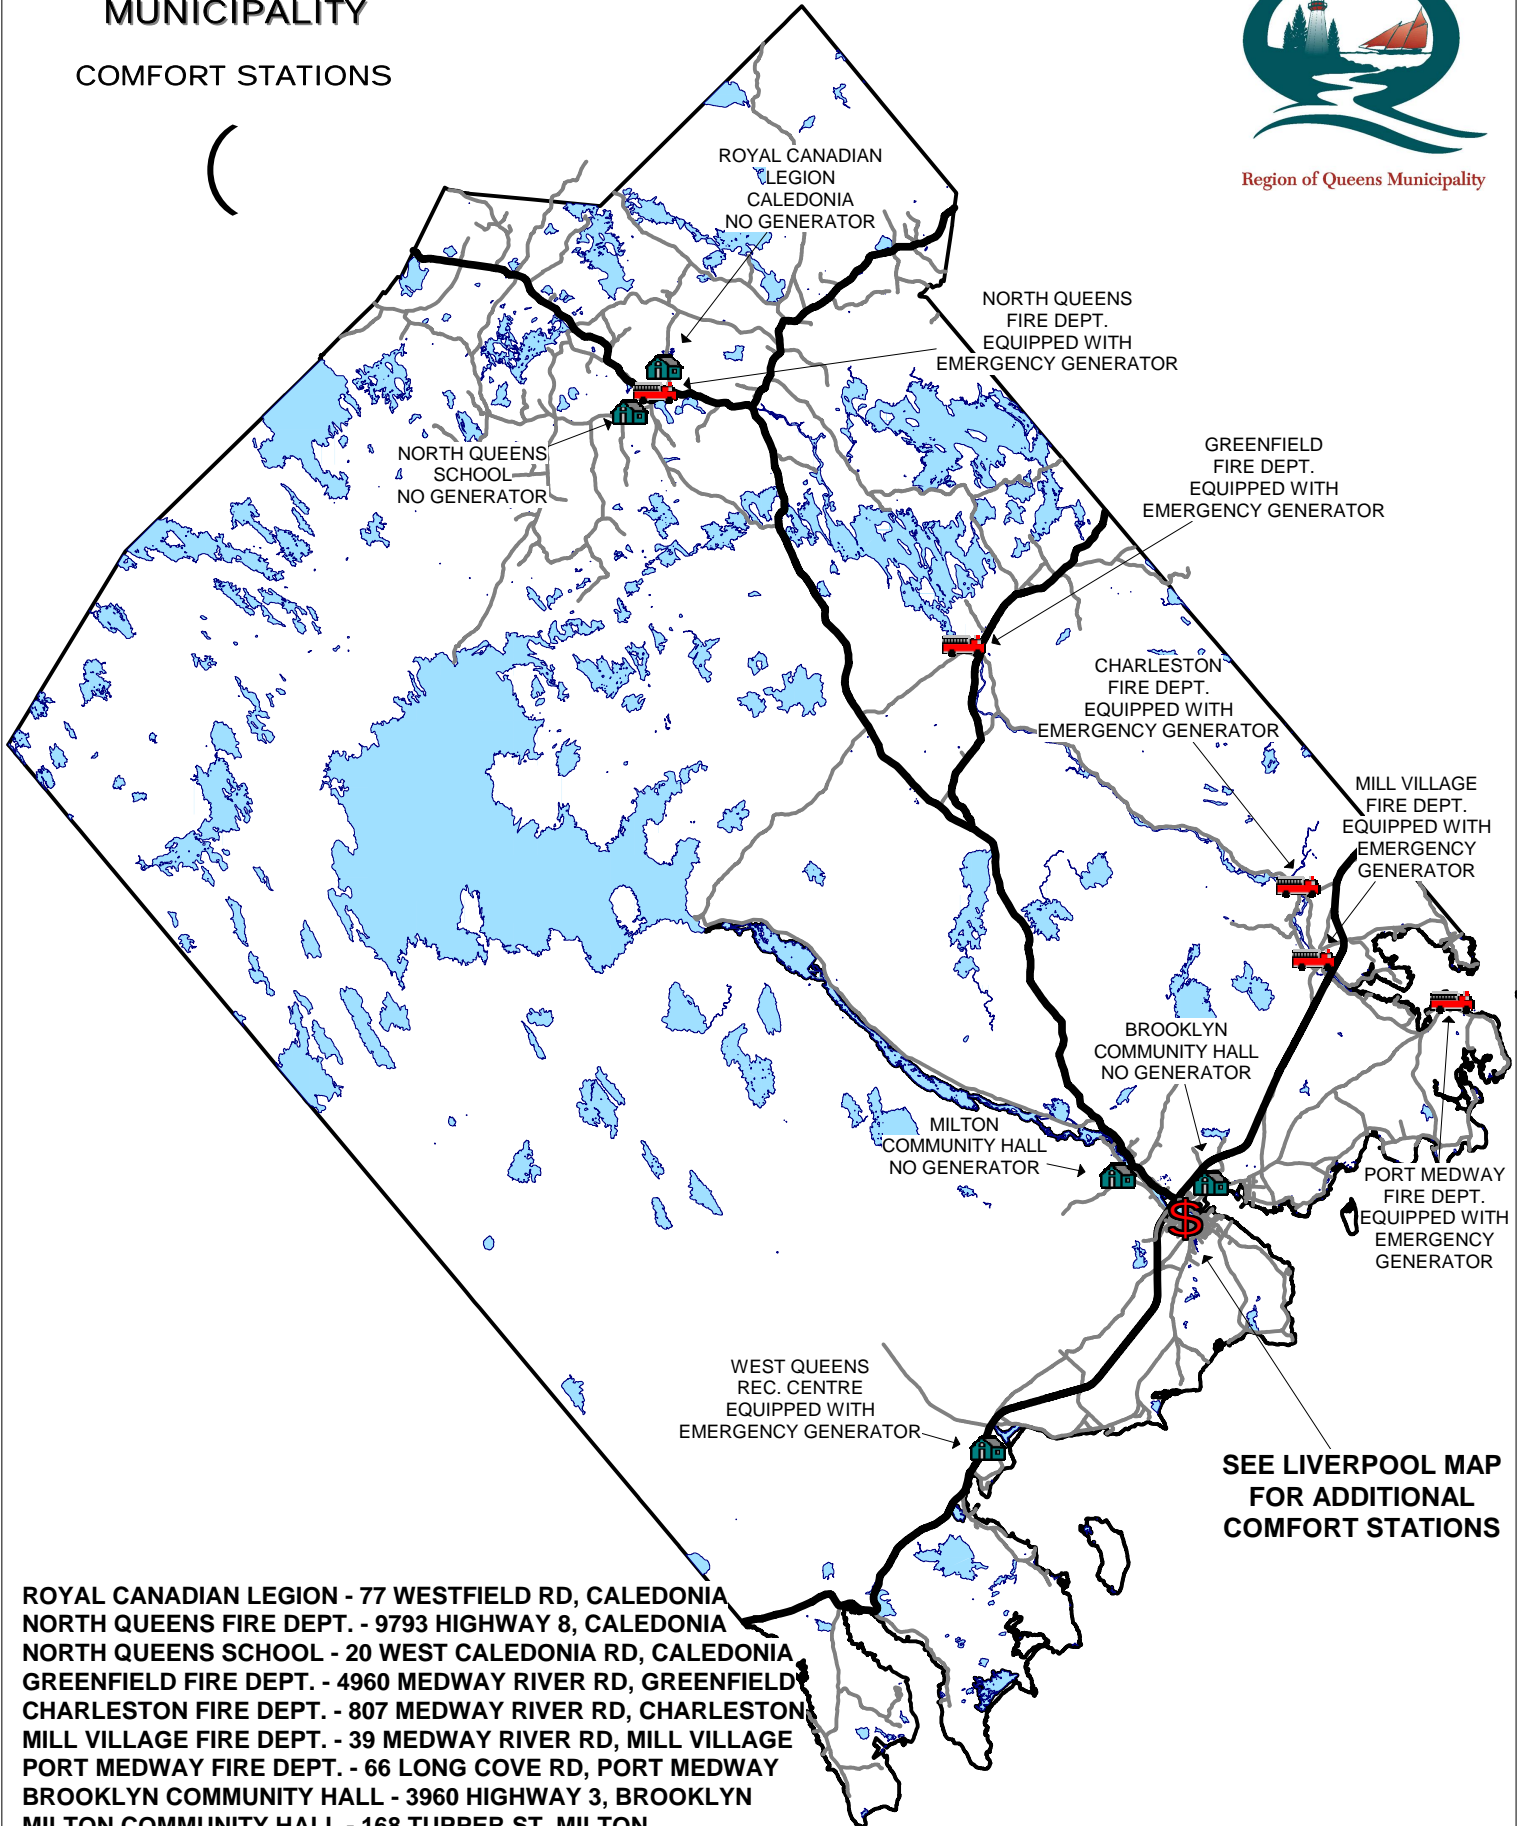 MUNICIPALITY
COMFORT STATIONS
Region of Queens Municipality
ROYAL CANADIAN
LEGION
CALEDONIA
NO GENERATOR
NORTH QUEENS
FIRE DEPT.
EQUIPPED WITH
EMERGENCY GENERATOR
NORTH QUEENS
SCHOOL
NO GENERATOR
GREENFIELD
FIRE DEPT.
EQUIPPED WITH
EMERGENCY GENERATOR
CHARLESTON
FIRE DEPT.
EQUIPPED WITH
EMERGENCY GENERATOR
MILL VILLAGE
FIRE DEPT.
EQUIPPED WITH
EMERGENCY
GENERATOR
BROOKLYN
COMMUNITY HALL
NO GENERATOR
MILTON
COMMUNITY HALL
NO GENERATOR
PORT MEDWAY
FIRE DEPT.
EQUIPPED WITH
EMERGENCY
GENERATOR
$
WEST QUEENS
REC. CENTRE
EQUIPPED WITH
EMERGENCY GENERATOR
SEE LIVERPOOL MAP
FOR ADDITIONAL
COMFORT STATIONS
ROYAL CANADIAN LEGION - 77 WESTFIELD RD, CALEDONIA
NORTH QUEENS FIRE DEPT. - 9793 HIGHWAY 8, CALEDONIA
NORTH QUEENS SCHOOL - 20 WEST CALEDONIA RD, CALEDONIA
GREENFIELD FIRE DEPT. - 4960 MEDWAY RIVER RD, GREENFIELD
CHARLESTON FIRE DEPT. - 807 MEDWAY RIVER RD, CHARLESTON
MILL VILLAGE FIRE DEPT. - 39 MEDWAY RIVER RD, MILL VILLAGE
PORT MEDWAY FIRE DEPT. - 66 LONG COVE RD, PORT MEDWAY
BROOKLYN COMMUNITY HALL - 3960 HIGHWAY 3, BROOKLYN
MILTON COMMUNITY HALL - 168 TUPPER ST, MILTON